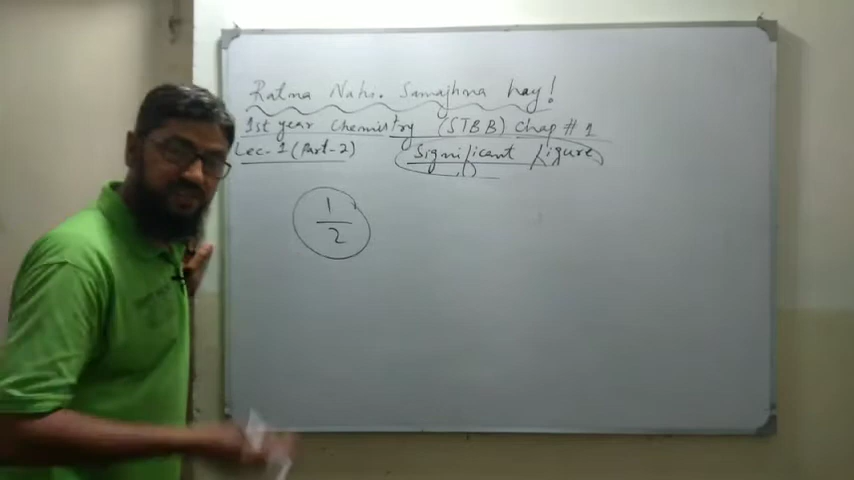 Ratna Nahi. Samajhna hay!
1st year Chemistry (STBB) Chap # 1
Lec-1 (Part-2) Significant figure
1
2